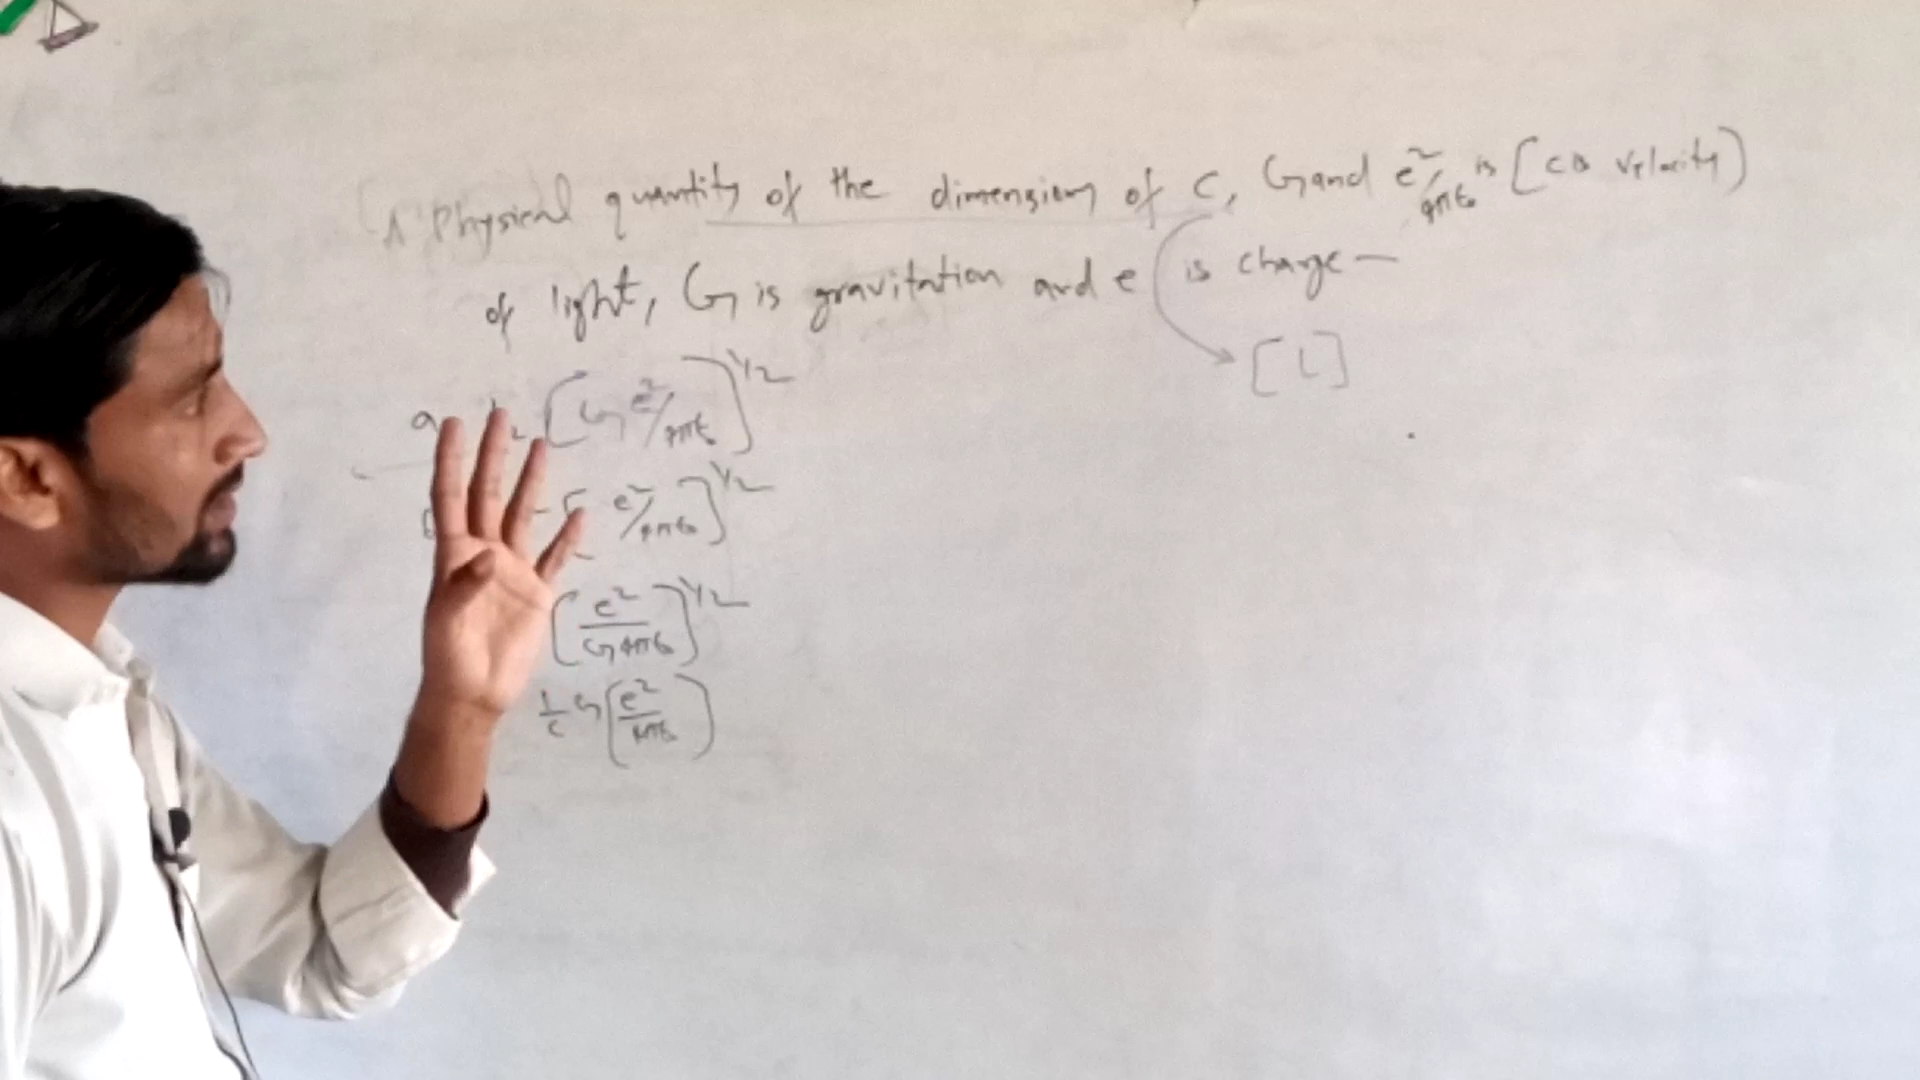 A Physical quantity of the dimension of C, G and e²/4πε₀ is [c is velocity)
of light, G is gravitation and e is charge —
[L]
a [G e²/4πε₀]^1/2
e²/4πε₀]^1/2
[e²/G4πε₀]^1/2
1/c G [e²/4πε₀]